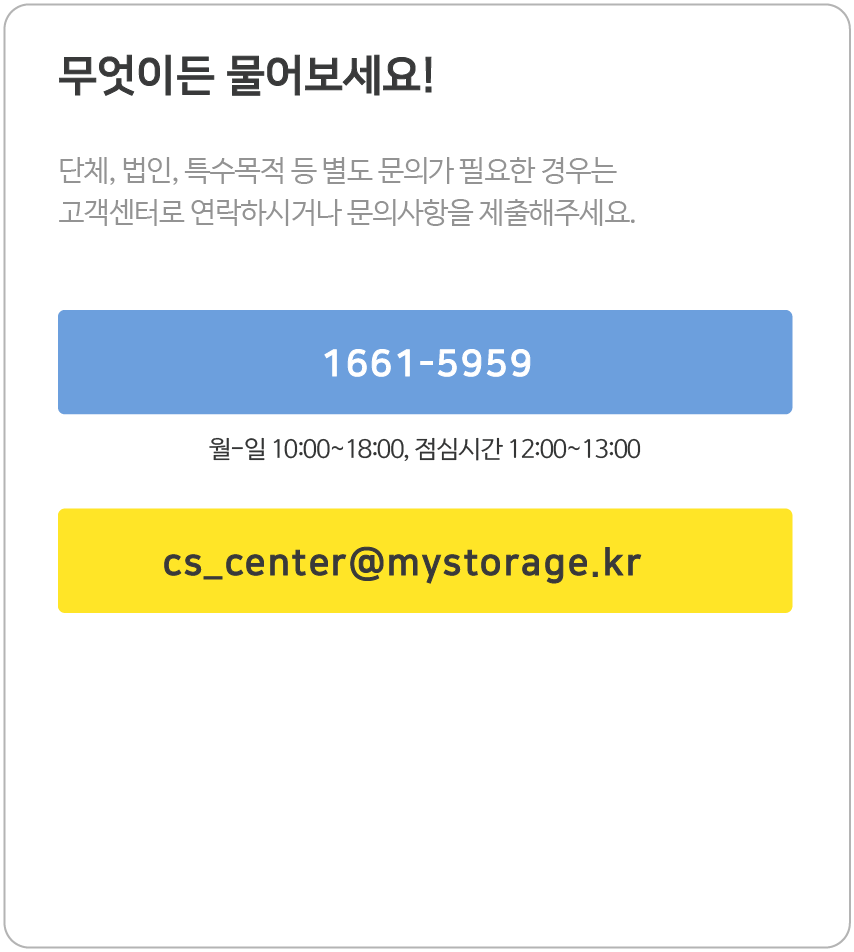 무엇이든 물어보세요!
단체, 법인, 특수목적 등 별도 문의가 필요한 경우는
고객센터로 연락하시거나 문의사항을 제출해주세요.
1661-5959
월-일 10:00~18:00, 점심시간 12:00~13:00
cs_center@mystorage.kr